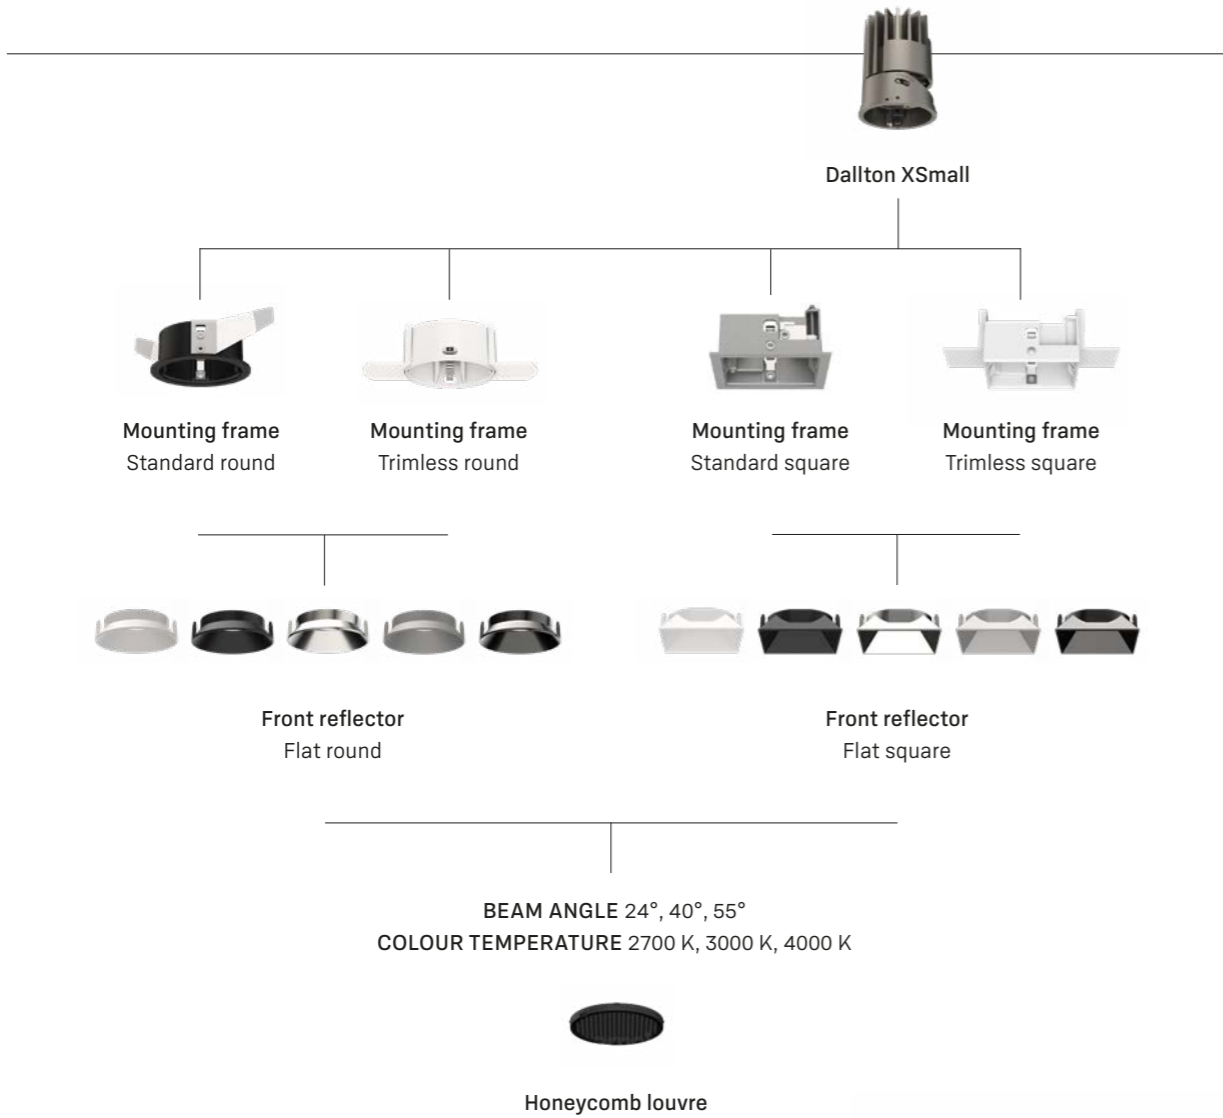 Dallton XSmall
Mounting frame
Standard round
Mounting frame
Trimless round
Mounting frame
Standard square
Mounting frame
Trimless square
Front reflector
Flat round
Front reflector
Flat square
BEAM ANGLE 24°, 40°, 55°
COLOUR TEMPERATURE 2700 K, 3000 K, 4000 K
Honeycomb louvre